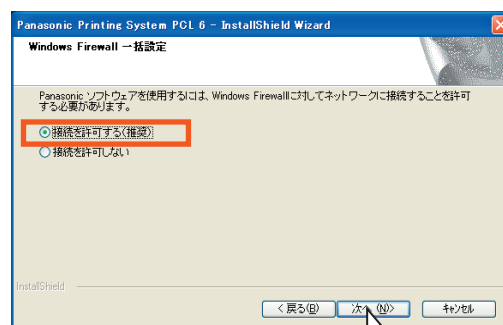 Panasonic Printing System PCL 6 - InstallShield Wizard
Windows Firewall 一括設定
Panasonic ソフトウェアを使用するには、Windows Firewallに対してネットワークに接続することを許可
する必要があります。
接続を許可する(推奨)
接続を許可しない
InstallShield
< 戻る(B)
次へ(N)>
キャンセル